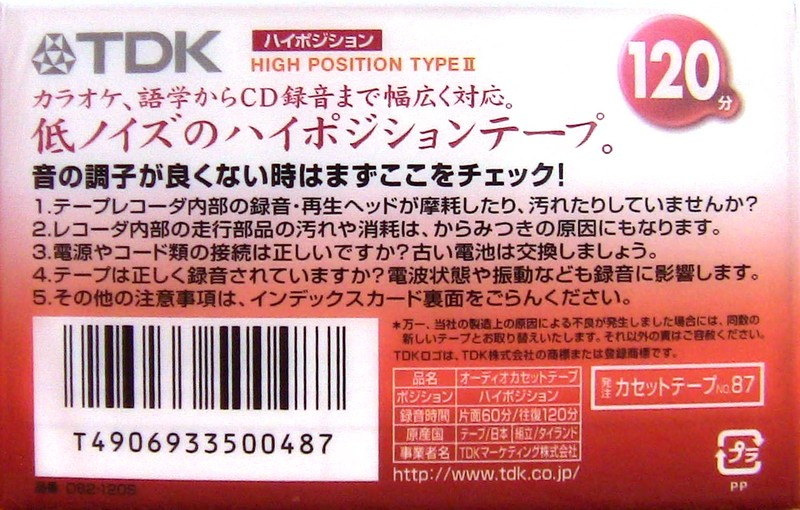 TDK ハイポジション
HIGH POSITION TYPE II
120分
カラオケ、語学からCD録音まで幅広く対応。
低ノイズのハイポジションテープ。
音の調子が良くない時はまずここをチェック!
1.テープレコーダ内部の録音・再生ヘッドが摩耗したり、汚れたりしていませんか?
2.レコーダ内部の走行部品の汚れや消耗は、からみつきの原因にもなります。
3.電源やコード類の接続は正しいですか?古い電池は交換しましょう。
4.テープは正しく録音されていますか?電波状態や振動なども録音に影響します。
5.その他の注意事項は、インデックスカード裏面をごらんください。
*万一、当社の製造上の原因による不良が発生しました場合には、同数の
新しいテープとお取り替えいたします。それ以外の責はご容赦ください。
TDKロゴは、TDK株式会社の商標または登録商標です。
品名 オーディオカセットテープ
ポジション ハイポジション
録音時間 片面60分/往復120分
原産国 テープ/日本 組立/タイランド
事業者名 TDKマーケティング株式会社
発注 カセットテープNO.87
http://www.tdk.co.jp/
T4906933500487
プラ
PP